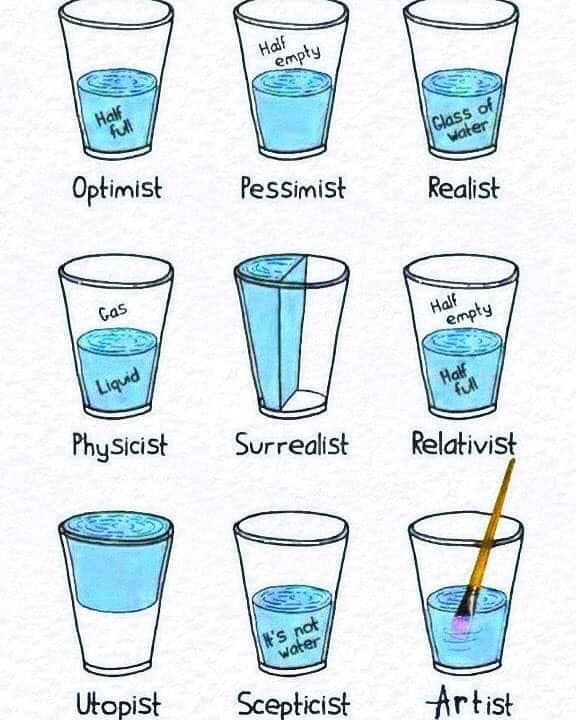 Half
full
Half
empty
Glass of
water
Optimist
Pessimist
Realist
Gas
Liquid
Half
empty
Half
full
Physicist
Surrealist
Relativist
It's not
water
Utopist
Scepticist
Artist